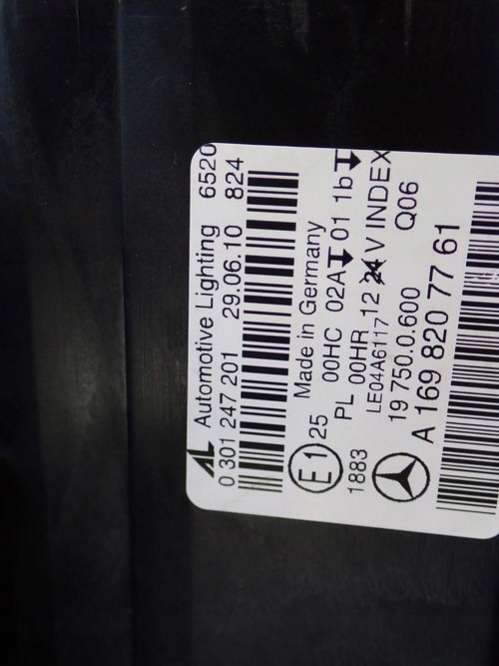 AL Automotive Lighting 6520
0 301 247 201 29.06.10 824
Made in Germany
E1 25 00HC 02A 01 1b
PL 00HR 12 24 V INDEX
1883 LE04A6117
19 750.0.600 Q06
A 169 820 77 61